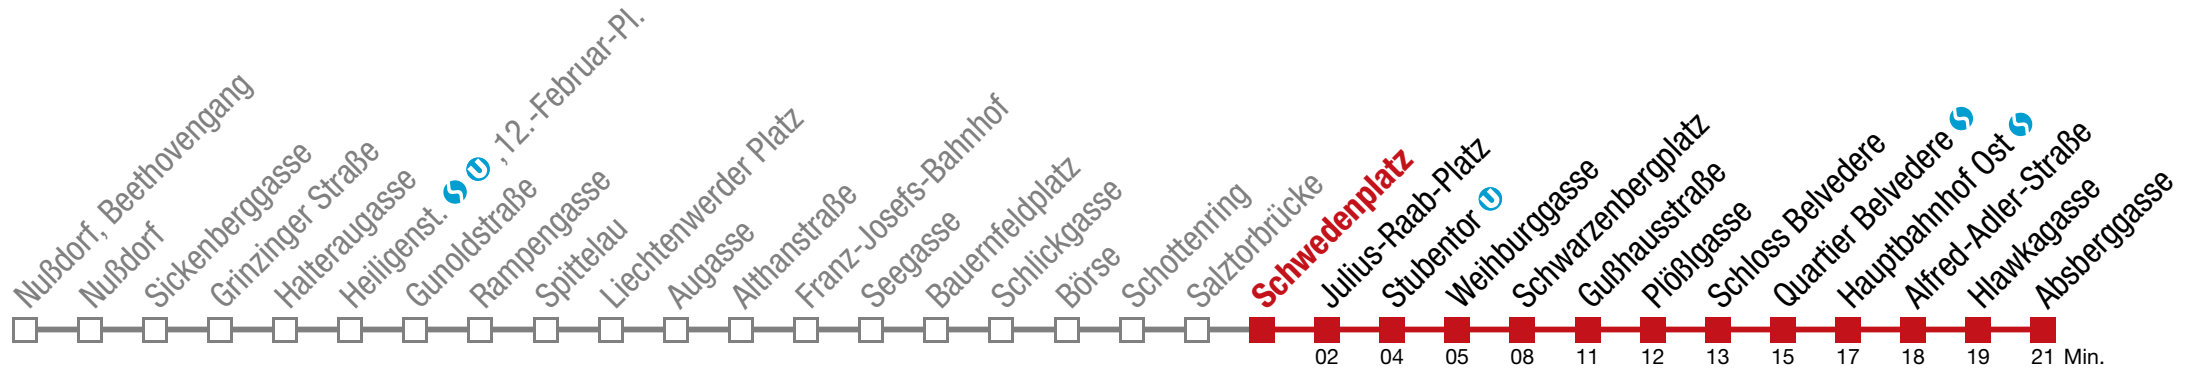 Nußdorf, Beethovengang
Nußdorf
Sickenberggasse
Grinzinger Straße
Halteraugasse
Heiligenst. S U , 12.-Februar-Pl.
Gunoldstraße
Rampengasse
Spittelau
Liechtenwerder Platz
Augasse
Althanstraße
Franz-Josefs-Bahnhof
Seegasse
Bauernfeldplatz
Schlickgasse
Börse
Schottenring
Salztorbrücke
Schwedenplatz
Julius-Raab-Platz
Stubentor U
Weihburggasse
Schwarzenbergplatz
Gußhausstraße
Plößlgasse
Schloss Belvedere
Quartier Belvedere S
Hauptbahnhof Ost S
Alfred-Adler-Straße
Hlawkagasse
Absberggasse
02 04 05 08 11 12 13 15 17 18 19 21 Min.